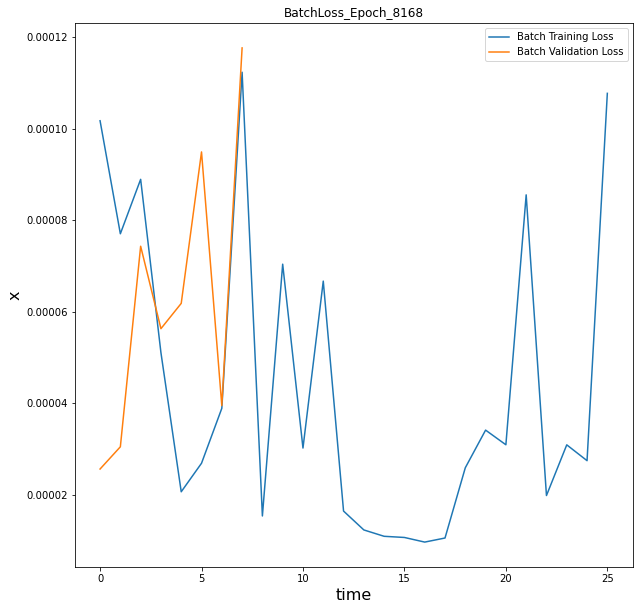 BatchLoss_Epoch_8168
Batch Training Loss
Batch Validation Loss
0.00012
0.00010
0.00008
0.00006
0.00004
0.00002
x
0 5 10 15 20 25
time